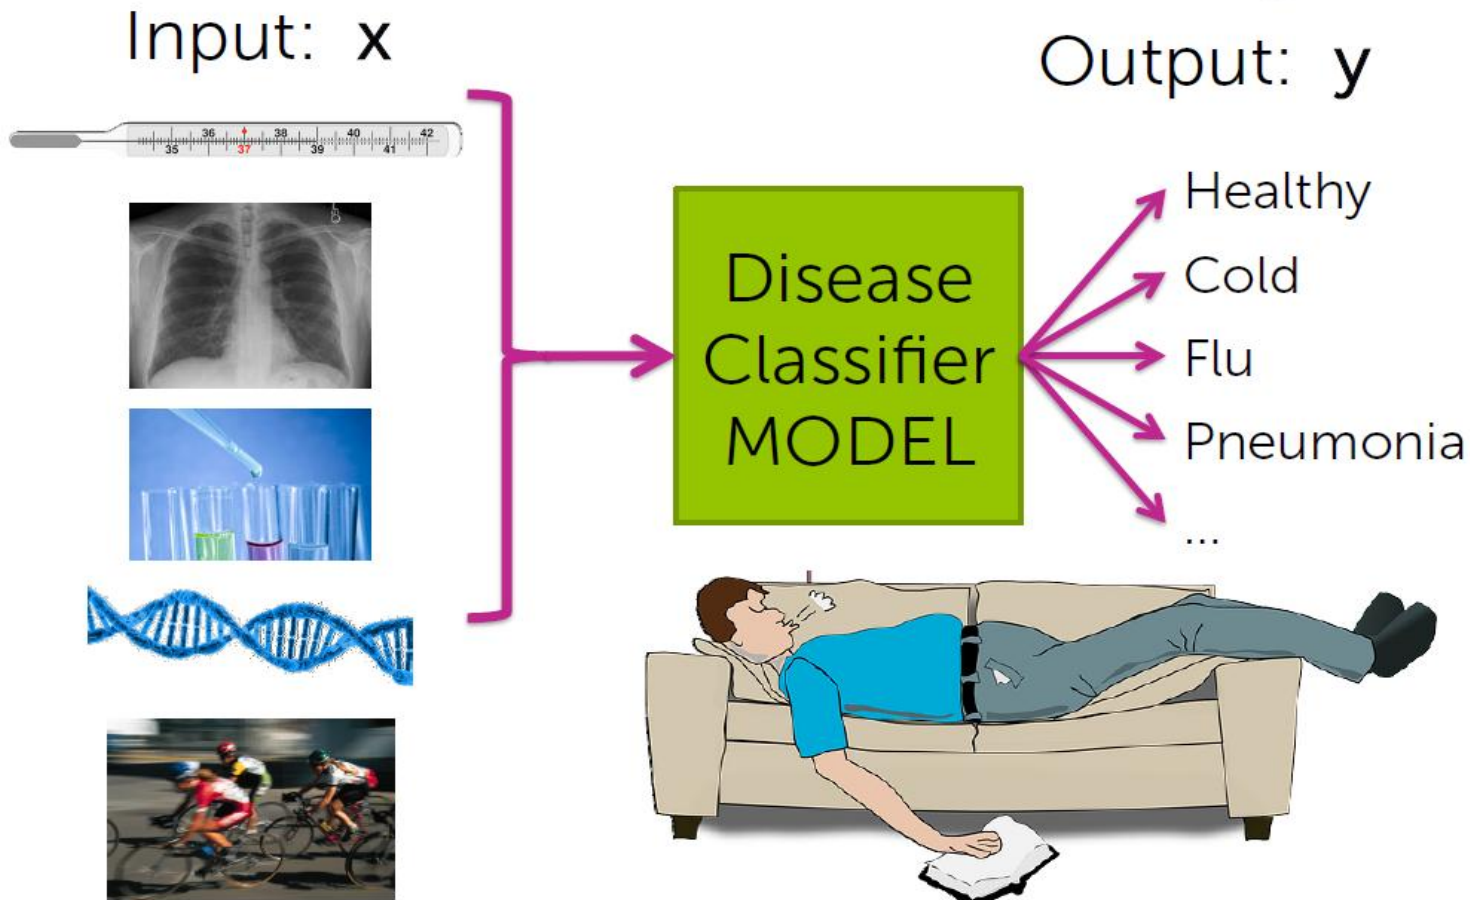 Input: x
Output: y
36 38 40 42
35 37 39 41
Disease
Classifier
MODEL
Healthy
Cold
Flu
Pneumonia
...